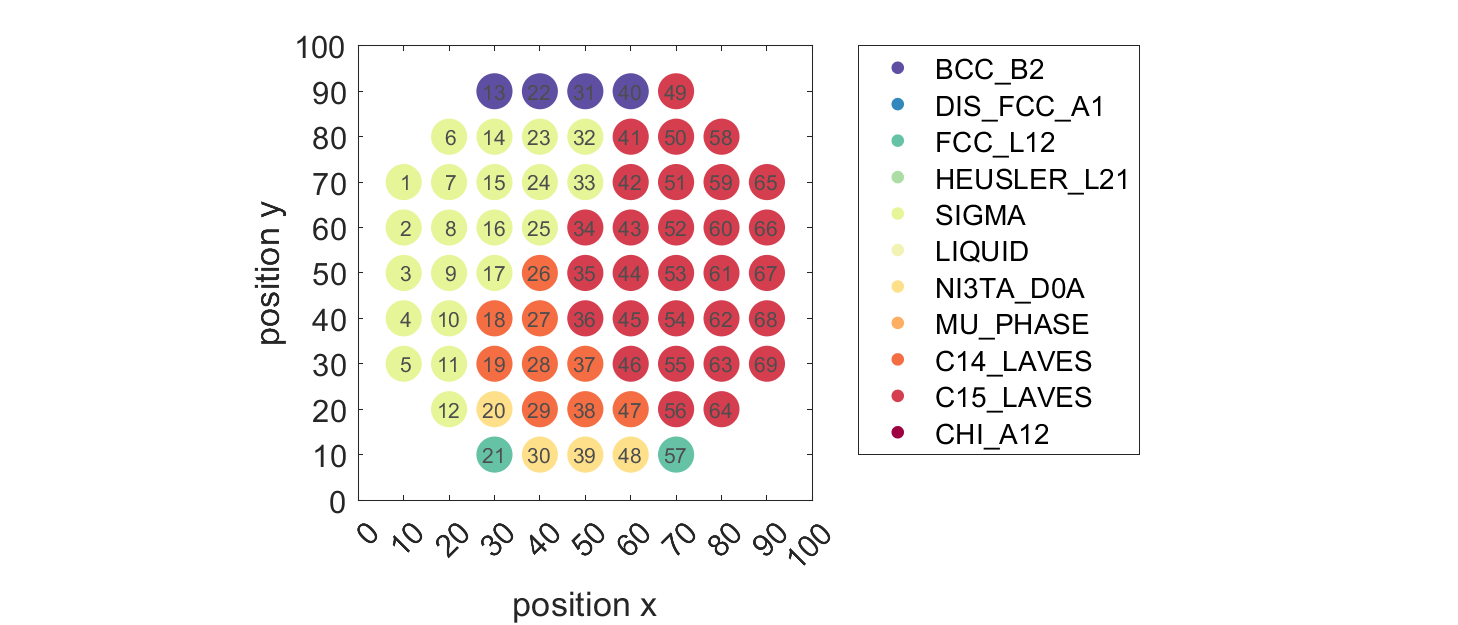 100
90
80
70
60
50
40
30
20
10
0
position y
13 22 31 40 49
6 14 23 32 41 50 58
1 7 15 24 33 42 51 59 65
2 8 16 25 34 43 52 60 66
3 9 17 26 35 44 53 61 67
4 10 18 27 36 45 54 62 68
5 11 19 28 37 46 55 63 69
12 20 29 38 47 56 64
21 30 39 48 57
0 10 20 30 40 50 60 70 80 90 100
position x
BCC_B2
DIS_FCC_A1
FCC_L12
HEUSLER_L21
SIGMA
LIQUID
NI3TA_D0A
MU_PHASE
C14_LAVES
C15_LAVES
CHI_A12